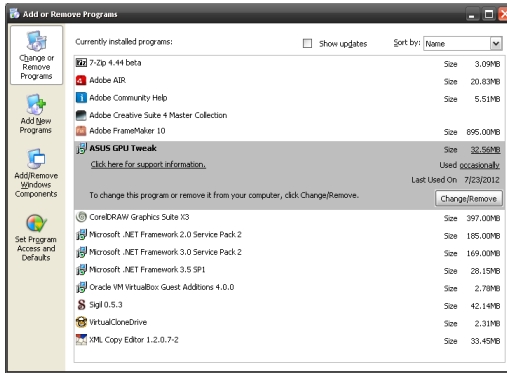 Add or Remove Programs
Change or
Remove
Programs
Add New
Programs
Add/Remove
Windows
Components
Set Program
Access and
Defaults
Currently installed programs:
Show updates
Sort by: Name
7-Zip 4.44 beta Size 3.09MB
Adobe AIR Size 20.83MB
Adobe Community Help Size 5.51MB
Adobe Creative Suite 4 Master Collection
Adobe FrameMaker 10 Size 895.00MB
ASUS GPU Tweak Size 32.56MB
Click here for support information. Used occasionally
Last Used On 7/23/2012
To change this program or remove it from your computer, click Change/Remove. Change/Remove
CorelDRAW Graphics Suite X3 Size 397.00MB
Microsoft .NET Framework 2.0 Service Pack 2 Size 185.00MB
Microsoft .NET Framework 3.0 Service Pack 2 Size 169.00MB
Microsoft .NET Framework 3.5 SP1 Size 28.15MB
Oracle VM VirtualBox Guest Additions 4.0.0 Size 2.78MB
Sigil 0.5.3 Size 42.14MB
VirtualCloneDrive Size 2.31MB
XML Copy Editor 1.2.0.7-2 Size 33.45MB